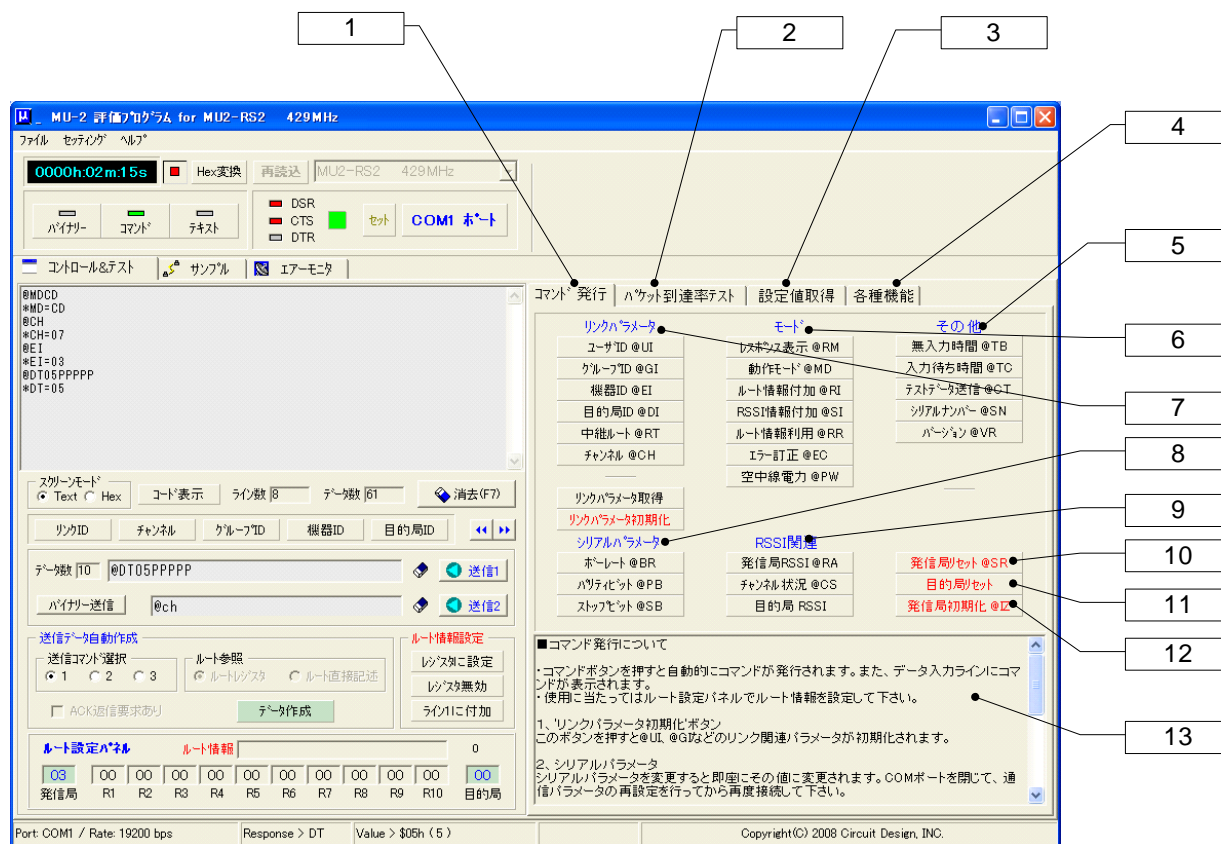 1
2
3
4
5
6
7
8
9
10
11
12
13
μ_ MU-2 評価プログラム for MU2-RS2 429MHz
ファイル セッティング ヘルプ
0000h:02m:15s Hex変換 再読込 MU2-RS2 429MHz
バイナリー コマンド テキスト
DSR
CTS
DTR
セット COM1 ポート
コントロール&テスト サンプル エアーモニタ
@MDCD
*MD=CD
@CH
*CH=07
@EI
*EI=03
@DT05PPPPP
*DT=05
スクリーンモード
Text Hex コード表示 ライン数 8 データ数 61 消去(F7)
リンクID チャンネル グループID 機器ID 目的局ID
データ数 10 @DT05PPPPP 送信1
バイナリー送信 @ch 送信2
送信データ自動作成
送信コマンド選択
1 2 3
ルート参照
ルートレジスタ ルート直接記述
ACK返信要求あり データ作成
ルート情報設定
レジスタに設定
レジスタ無効
ライン1に付加
ルート設定パネル ルート情報 0
03 00 00 00 00 00 00 00 00 00 00 00
発信局 R1 R2 R3 R4 R5 R6 R7 R8 R9 R10 目的局
コマンド発行 パケット到達率テスト 設定値取得 各種機能
リンクパラメータ
ユーザID @UI
グループID @GI
機器ID @EI
目的局ID @DI
中継ルート @RT
チャンネル @CH
リンクパラメータ取得
リンクパラメータ初期化
モード
レスポンス表示 @RM
動作モード @MD
ルート情報付加 @RI
RSSI情報付加 @SI
ルート情報利用 @RR
エラー訂正 @EC
空中線電力 @PW
その他
無入力時間 @TB
入力待ち時間 @TC
テストデータ送信 @CT
シリアルナンバー @SN
バージョン @VR
シリアルパラメータ
ボーレート @BR
パリティビット @PB
ストップビット @SB
RSSI関連
発信局RSSI @RA
チャンネル状況 @CS
目的局 RSSI
発信局リセット @SR
目的局リセット
発信局初期化 @IZ
■コマンド発行について
・コマンドボタンを押すと自動的にコマンドが発行されます。また、データ入力ラインにコマ
ンドが表示されます。
・使用に当たってはルート設定パネルでルート情報を設定して下さい。
1、'リンクパラメータ初期化'ボタン
このボタンを押すと@UI、@GIなどのリンク関連パラメータが初期化されます。
2、シリアルパラメータ
シリアルパラメータを変更すると即座にその値に変更されます。COMポートを閉じて、通
信パラメータの再設定を行ってから再度接続して下さい。
Port: COM1 / Rate: 19200 bps Response > DT Value > $05h ( 5 ) Copyright(C) 2008 Circuit Design, INC.